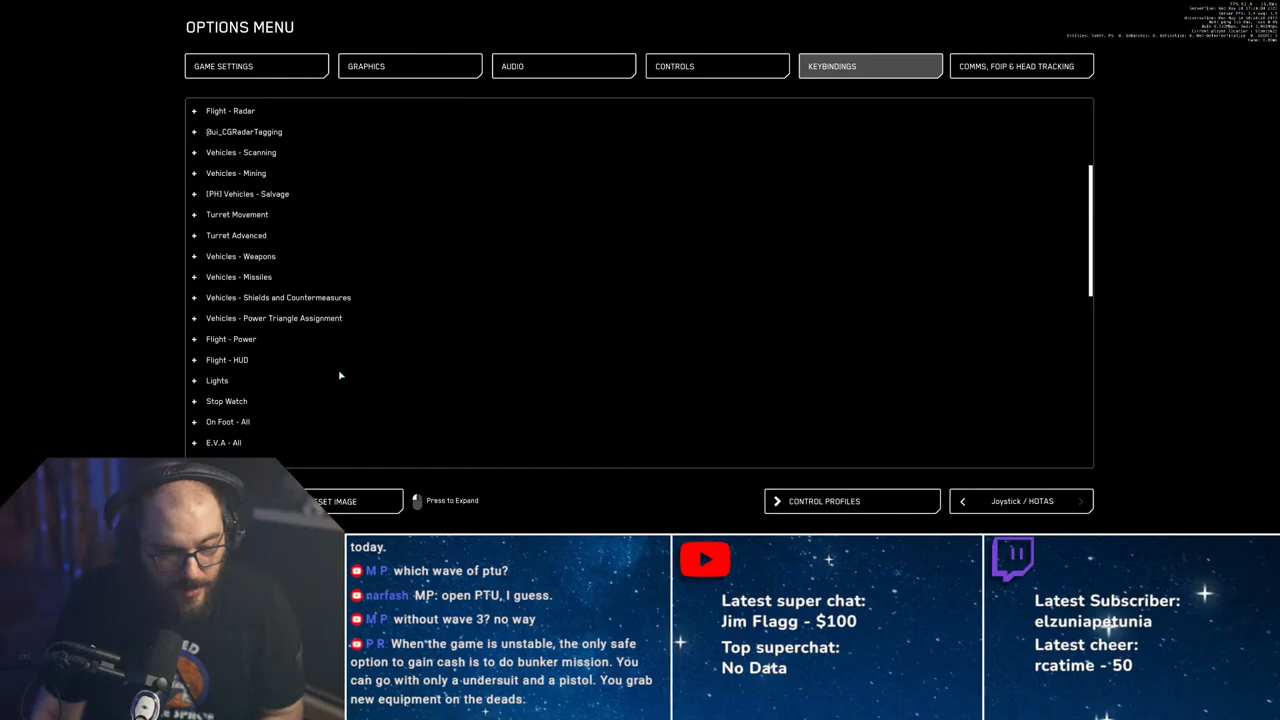 OPTIONS MENU
GAME SETTINGS
GRAPHICS
AUDIO
CONTROLS
KEYBINDINGS
COMMS, FOIP & HEAD TRACKING
+ Flight - Radar
+ @ui_CGRadarTagging
+ Vehicles - Scanning
+ Vehicles - Mining
+ [PH] Vehicles - Salvage
+ Turret Movement
+ Turret Advanced
+ Vehicles - Weapons
+ Vehicles - Missiles
+ Vehicles - Shields and Countermeasures
+ Vehicles - Power Triangle Assignment
+ Flight - Power
+ Flight - HUD
+ Lights
+ Stop Watch
+ On Foot - All
+ E.V.A - All
IMAGE
Press to Expand
CONTROL PROFILES
Joystick / HOTAS
today.
M P: which wave of ptu?
narfash MP: open PTU, I guess.
M P: without wave 3? no way
P R: When the game is unstable, the only safe
option to gain cash is to do bunker mission. You
can go with only a undersuit and a pistol. You grab
new equipment on the deads.
Latest super chat:
Jim Flagg - $100
Top superchat:
No Data
Latest Subscriber:
elzuniapetunia
Latest cheer:
rcatime - 50